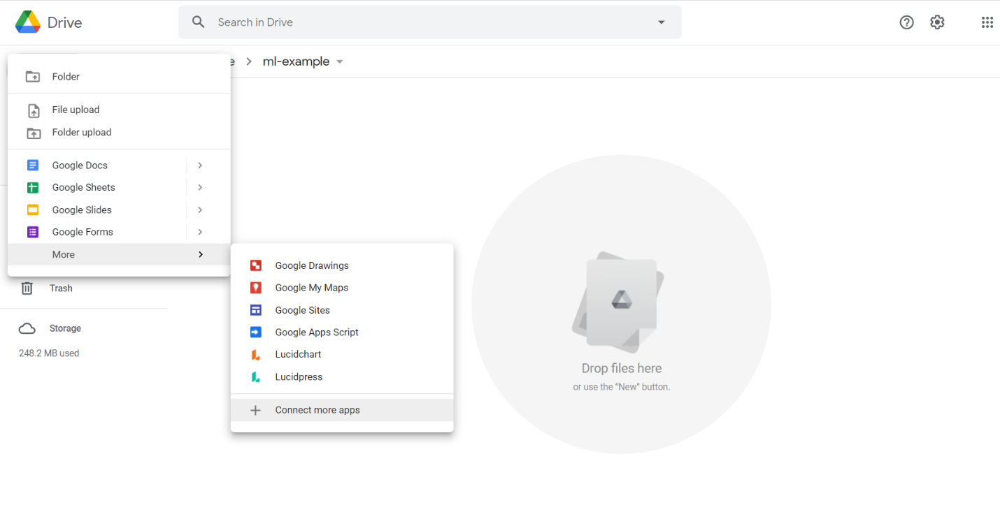 Drive
Search in Drive
e > ml-example
Folder
File upload
Folder upload
Google Docs
Google Sheets
Google Slides
Google Forms
More
Google Drawings
Google My Maps
Google Sites
Google Apps Script
Lucidchart
Lucidpress
Connect more apps
Trash
Storage
248.2 MB used
Drop files here
or use the “New” button.